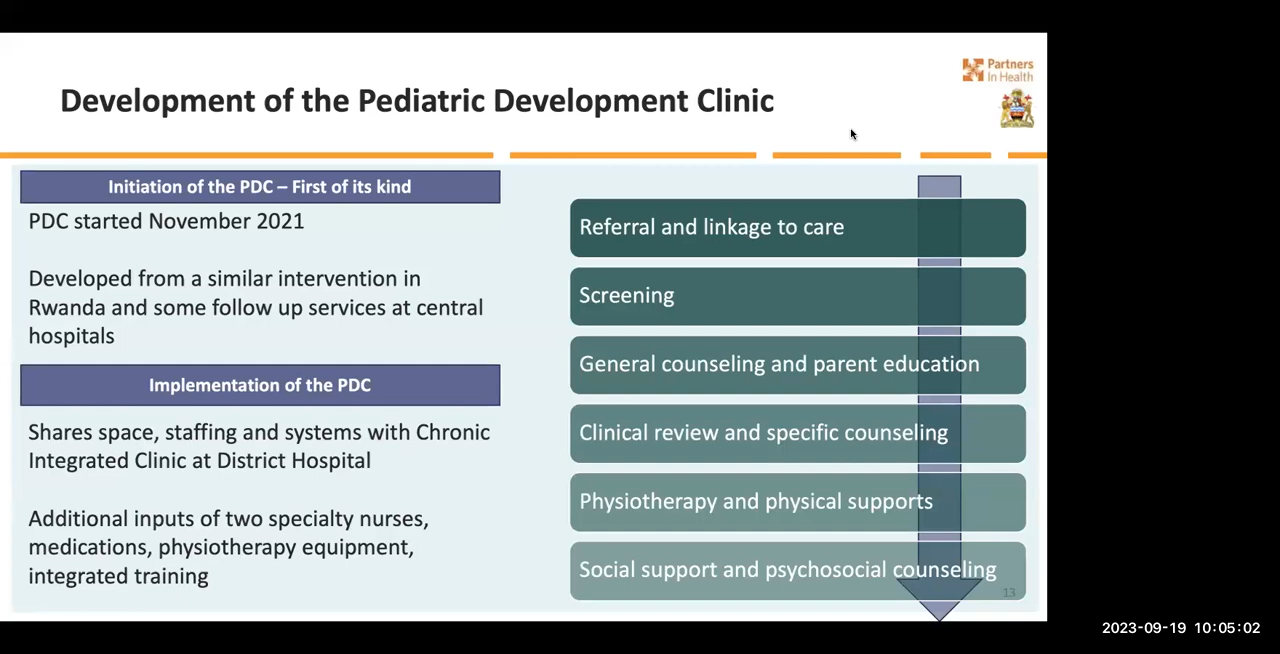 Partners
In Health
Development of the Pediatric Development Clinic
Initiation of the PDC – First of its kind
PDC started November 2021
Developed from a similar intervention in
Rwanda and some follow up services at central
hospitals
Implementation of the PDC
Shares space, staffing and systems with Chronic
Integrated Clinic at District Hospital
Additional inputs of two specialty nurses,
medications, physiotherapy equipment,
integrated training
Referral and linkage to care
Screening
General counseling and parent education
Clinical review and specific counseling
Physiotherapy and physical supports
Social support and psychosocial counseling
13
2023-09-19 10:05:02